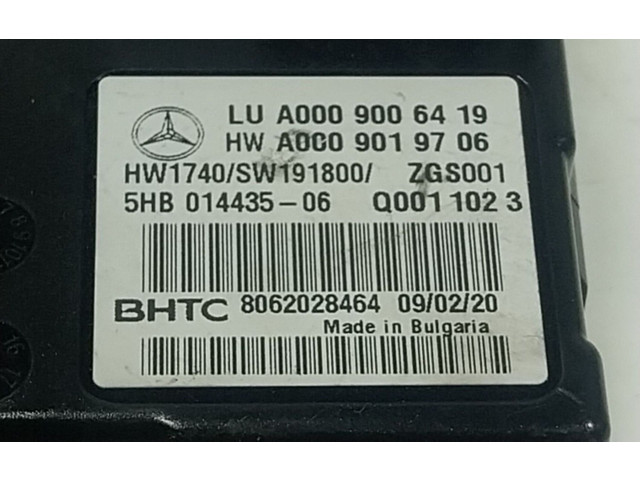 LU A000 900 64 19
HW A000 901 97 06
HW1740/SW191800/ ZGS001
5HB 014435-06 Q001 102 3
BHTC 8062028464 09/02/20
Made in Bulgaria